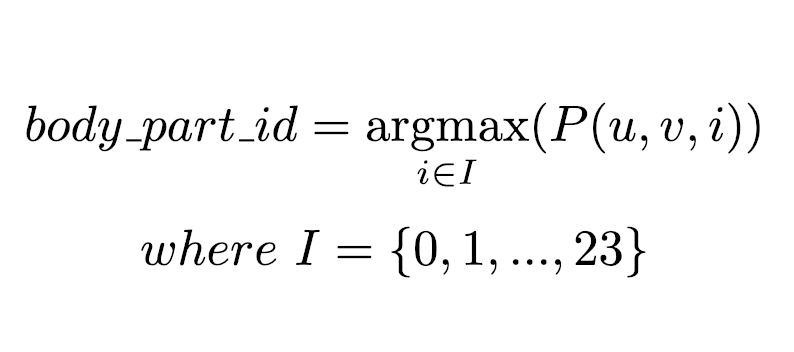 body_part_id = argmax(P(u, v, i))
i∈I
where I = {0, 1, ..., 23}